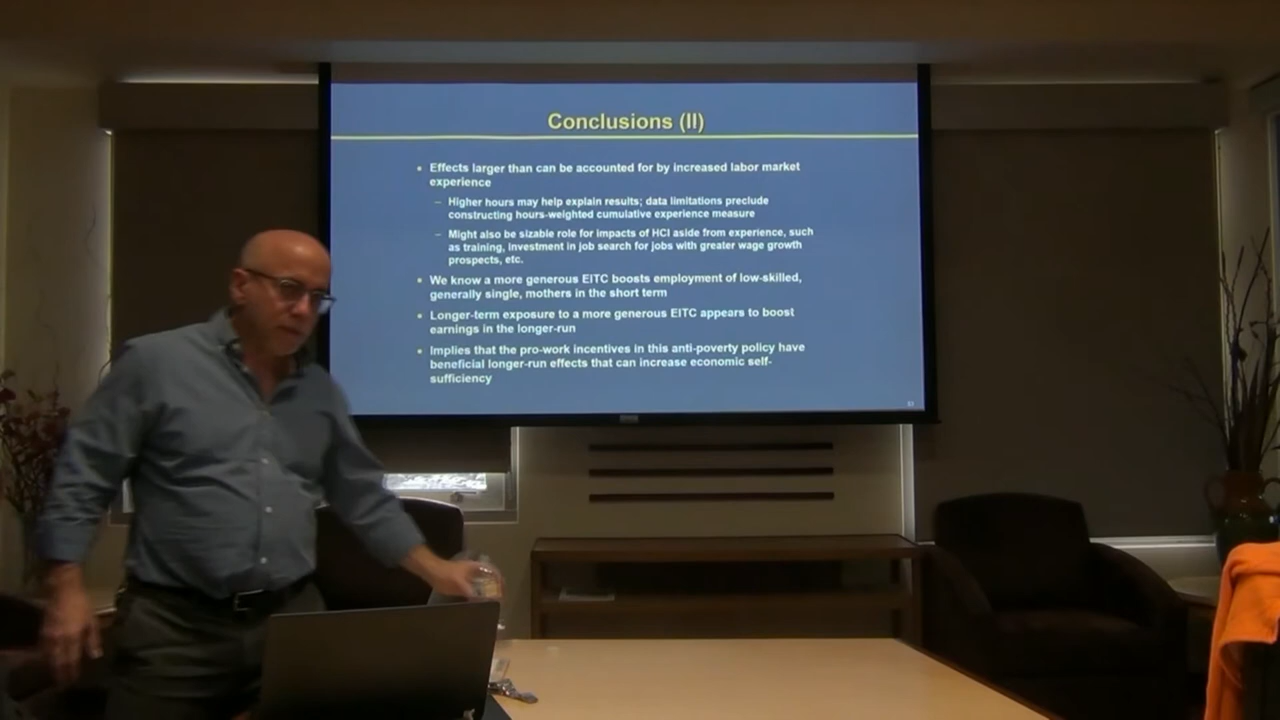 Conclusions (II)
• Effects larger than can be accounted for by increased labor market
experience
– Higher hours may help explain results; data limitations preclude
constructing hours-weighted cumulative experience measure
– Might also be sizable role for impacts of HCI aside from experience, such
as training, investment in job search for jobs with greater wage growth
prospects, etc.
• We know a more generous EITC boosts employment of low-skilled,
generally single, mothers in the short term
• Longer-term exposure to a more generous EITC appears to boost
earnings in the longer-run
• Implies that the pro-work incentives in this anti-poverty policy have
beneficial longer-run effects that can increase economic self-
sufficiency